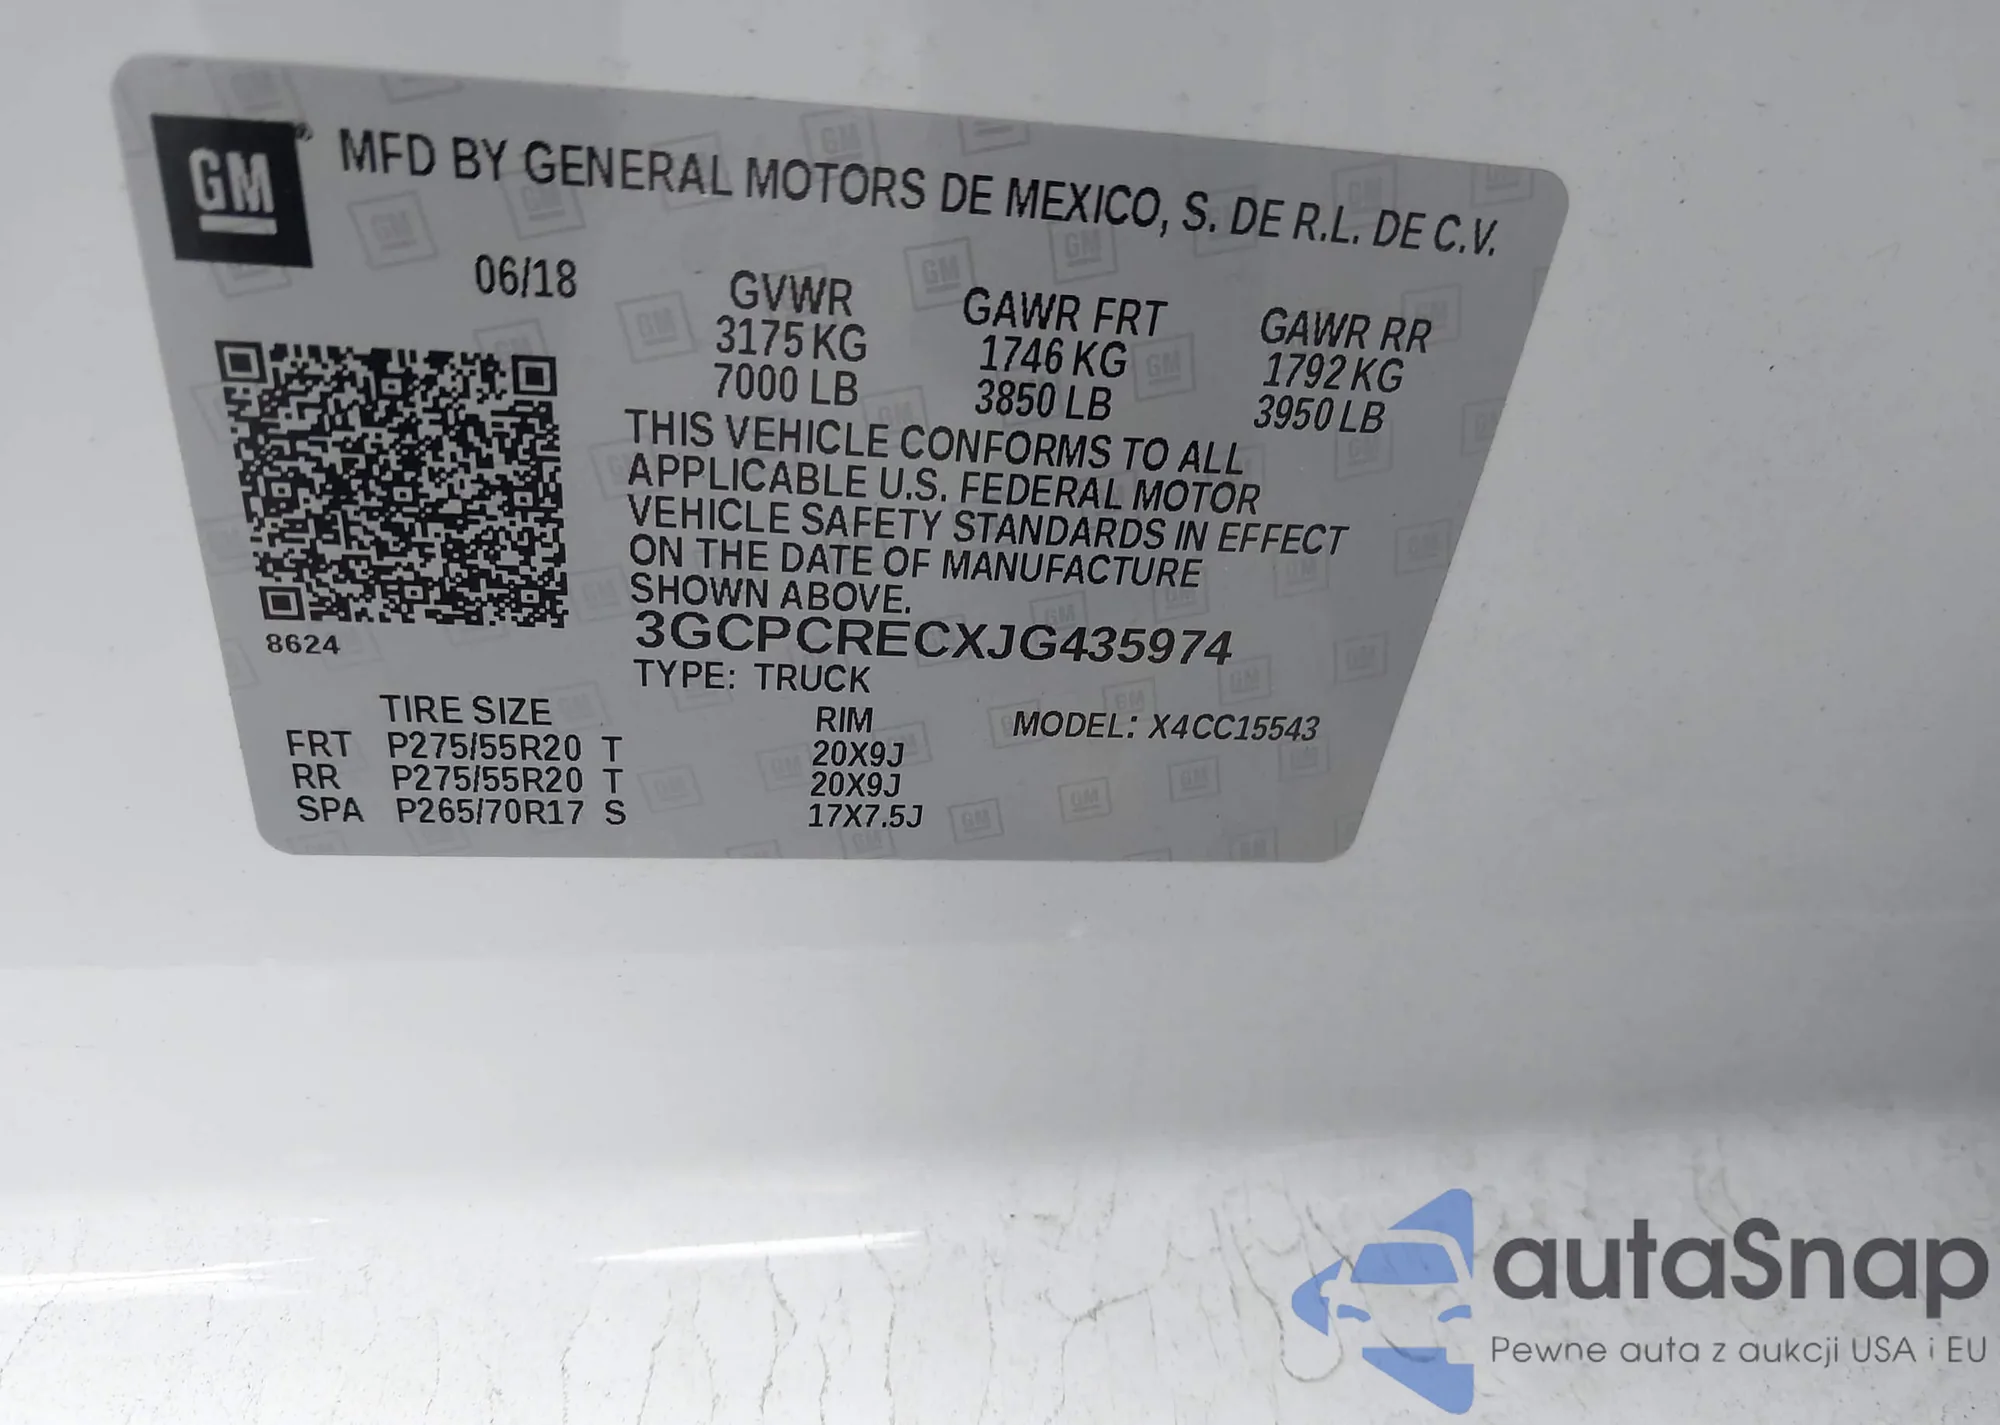 GM
MFD BY GENERAL MOTORS DE MEXICO, S. DE R.L. DE C.V.
06/18
GVWR GAWR FRT GAWR RR
3175 KG 1746 KG 1792 KG
7000 LB 3850 LB 3950 LB
THIS VEHICLE CONFORMS TO ALL
APPLICABLE U.S. FEDERAL MOTOR
VEHICLE SAFETY STANDARDS IN EFFECT
ON THE DATE OF MANUFACTURE
SHOWN ABOVE.
3GCPCRECXJG435974
8624
TYPE: TRUCK
TIRE SIZE RIM MODEL: X4CC15543
FRT P275/55R20 T 20X9J
RR P275/55R20 T 20X9J
SPA P265/70R17 S 17X7.5J
autaSnap
Pewne auta z aukcji USA i EU